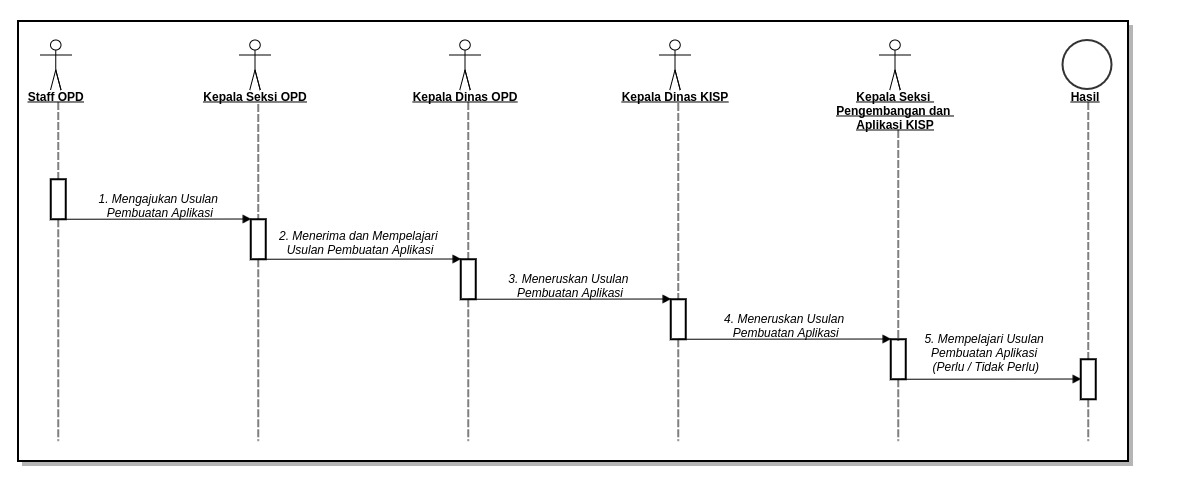 Staff OPD
Kepala Seksi OPD
Kepala Dinas OPD
Kepala Dinas KISP
Kepala Seksi
Pengembangan dan
Aplikasi KISP
Hasil
1. Mengajukan Usulan
Pembuatan Aplikasi
2. Menerima dan Mempelajari
Usulan Pembuatan Aplikasi
3. Meneruskan Usulan
Pembuatan Aplikasi
4. Meneruskan Usulan
Pembuatan Aplikasi
5. Mempelajari Usulan
Pembuatan Aplikasi
(Perlu / Tidak Perlu)